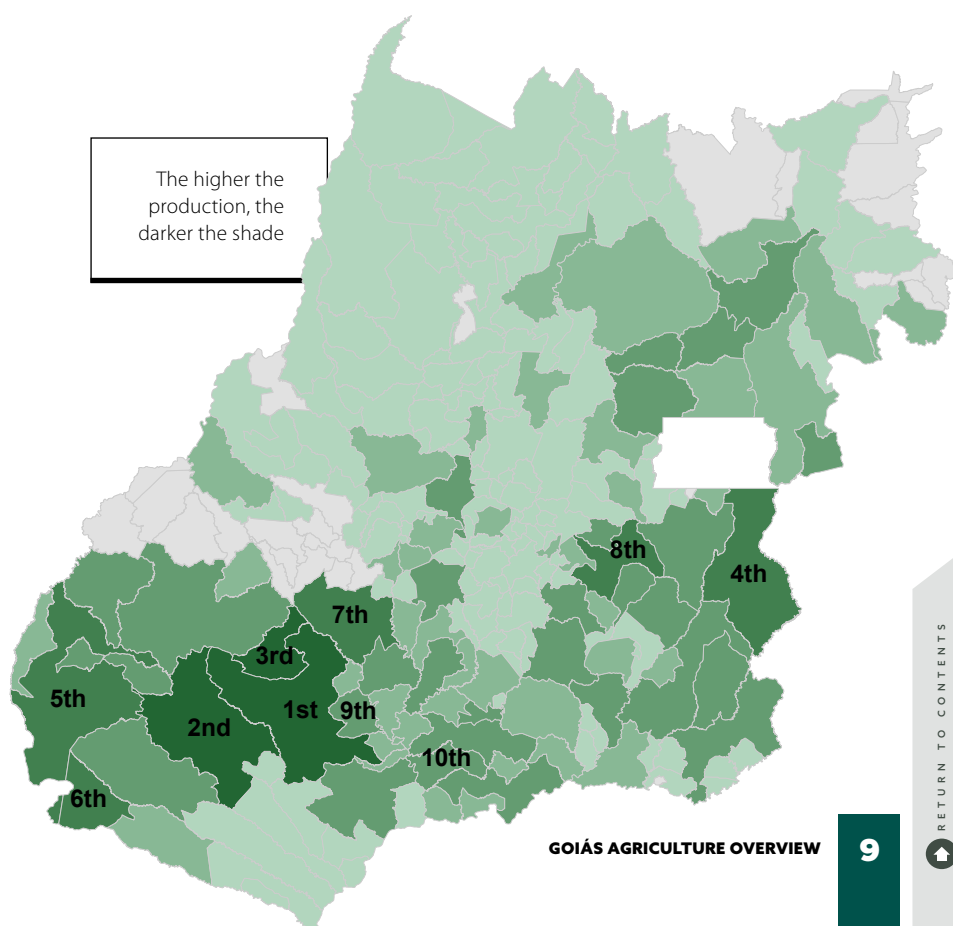 The higher the
production, the
darker the shade
8th
4th
7th
3rd
5th
1st
9th
2nd
10th
6th
GOIÁS AGRICULTURE OVERVIEW
9
RETURN TO CONTENTS